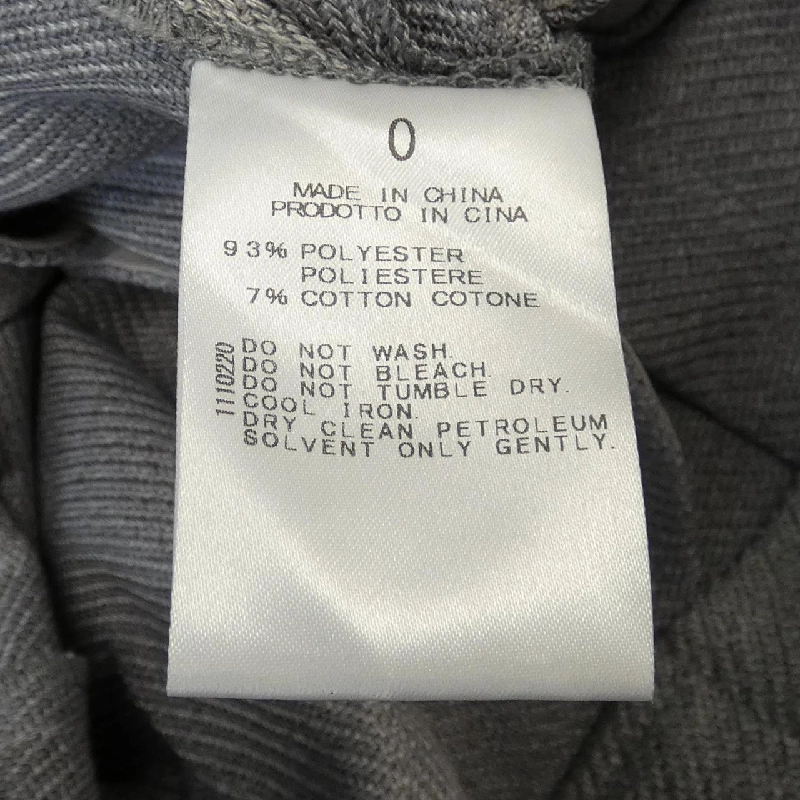 0
MADE IN CHINA
PRODOTTO IN CINA
93% POLYESTER
POLIESTERE
7% COTTON COTONE
1110220
DO NOT WASH.
DO NOT BLEACH.
DO NOT TUMBLE DRY.
COOL IRON.
DRY CLEAN PETROLEUM
SOLVENT ONLY GENTLY.